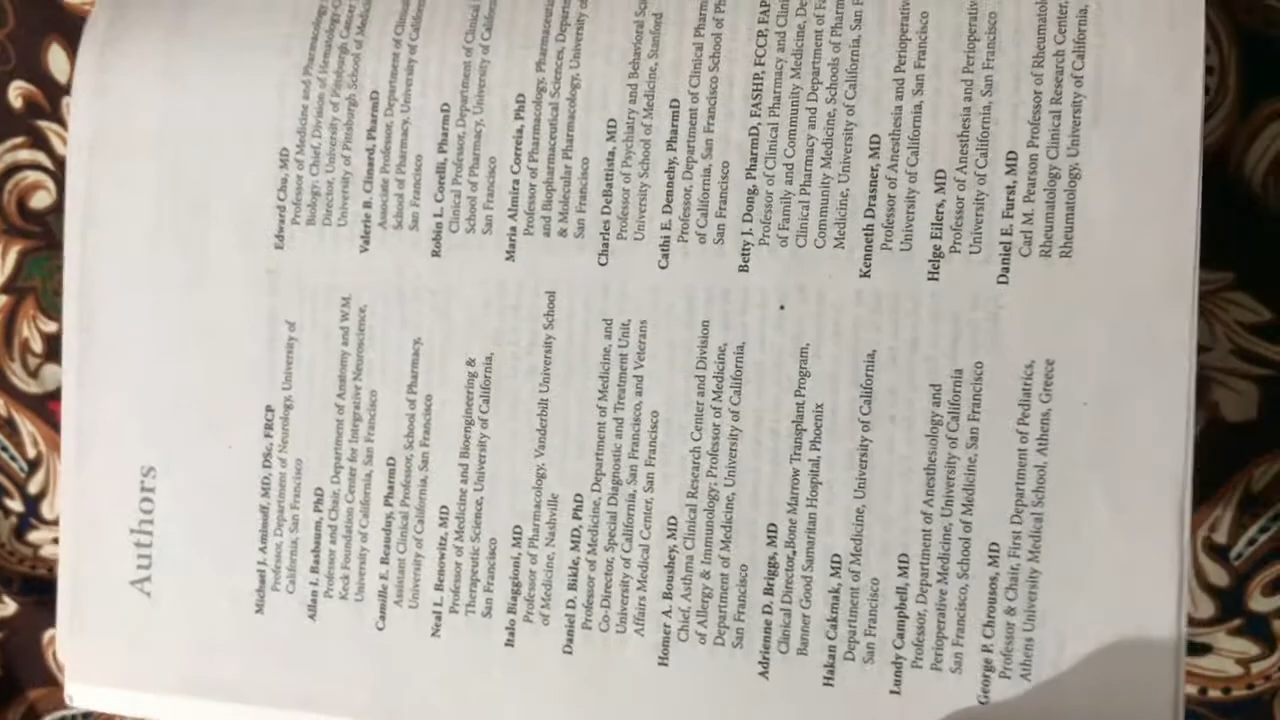 Authors
Michael J. Aminoff, MD, DSc, FRCP
Professor, Department of Neurology, University of
California, San Francisco
Allan I. Basbaum, PhD
Professor and Chair, Department of Anatomy and W.M.
Keck Foundation Center for Integrative Neuroscience,
University of California, San Francisco
Camille E. Beauduy, PharmD
Assistant Clinical Professor, School of Pharmacy,
University of California, San Francisco
Neal L. Benowitz, MD
Professor of Medicine and Bioengineering &
Therapeutic Science, University of California,
San Francisco
Italo Biaggioni, MD
Professor of Pharmacology, Vanderbilt University School
of Medicine, Nashville
Daniel D. Bikle, MD, PhD
Professor of Medicine, Department of Medicine, and
Co-Director, Special Diagnostic and Treatment Unit,
University of California, San Francisco, and Veterans
Affairs Medical Center, San Francisco
Homer A. Boushey, MD
Chief, Asthma Clinical Research Center and Division
of Allergy & Immunology; Professor of Medicine,
Department of Medicine, University of California,
San Francisco
Adrienne D. Briggs, MD
Clinical Director, Bone Marrow Transplant Program,
Banner Good Samaritan Hospital, Phoenix
Hakan Cakmak, MD
Department of Medicine, University of California,
San Francisco
Lundy Campbell, MD
Professor, Department of Anesthesiology and
Perioperative Medicine, University of California
San Francisco, School of Medicine, San Francisco
George P. Chrousos, MD
Professor & Chair, First Department of Pediatrics,
Athens University Medical School, Athens, Greece
Edward Chu, MD
Professor of Medicine and Pharmacology
Biology; Chief, Division of Hematology-
Director, University of Pittsburgh Cancer
University of Pittsburgh School of Medicin
Valerie B. Clinard, PharmD
Associate Professor, Department of Clinica
School of Pharmacy, University of Californ
San Francisco
Robin L. Corelli, PharmD
Clinical Professor, Department of Clinical
School of Pharmacy, University of Califor
San Francisco
Maria Almira Correia, PhD
Professor of Pharmacology, Pharmaceuti
and Biopharmaceutical Sciences, Depart
& Molecular Pharmacology, University of
San Francisco
Charles DeBattista, MD
Professor of Psychiatry and Behavioral Sc
University School of Medicine, Stanford
Cathi E. Dennehy, PharmD
Professor, Department of Clinical Pharm
of California, San Francisco School of Ph
San Francisco
Betty J. Dong, PharmD, FASHP, FCCP, FAP
Professor of Clinical Pharmacy and Clini
of Family and Community Medicine, De
Clinical Pharmacy and Department of Fa
Community Medicine, Schools of Pharm
Medicine, University of California, San F
Kenneth Drasner, MD
Professor of Anesthesia and Perioperativ
University of California, San Francisco
Helge Eilers, MD
Professor of Anesthesia and Perioperativ
University of California, San Francisco
Daniel E. Furst, MD
Carl M. Pearson Professor of Rheumatol
Rheumatology Clinical Research Center,
Rheumatology, University of California,